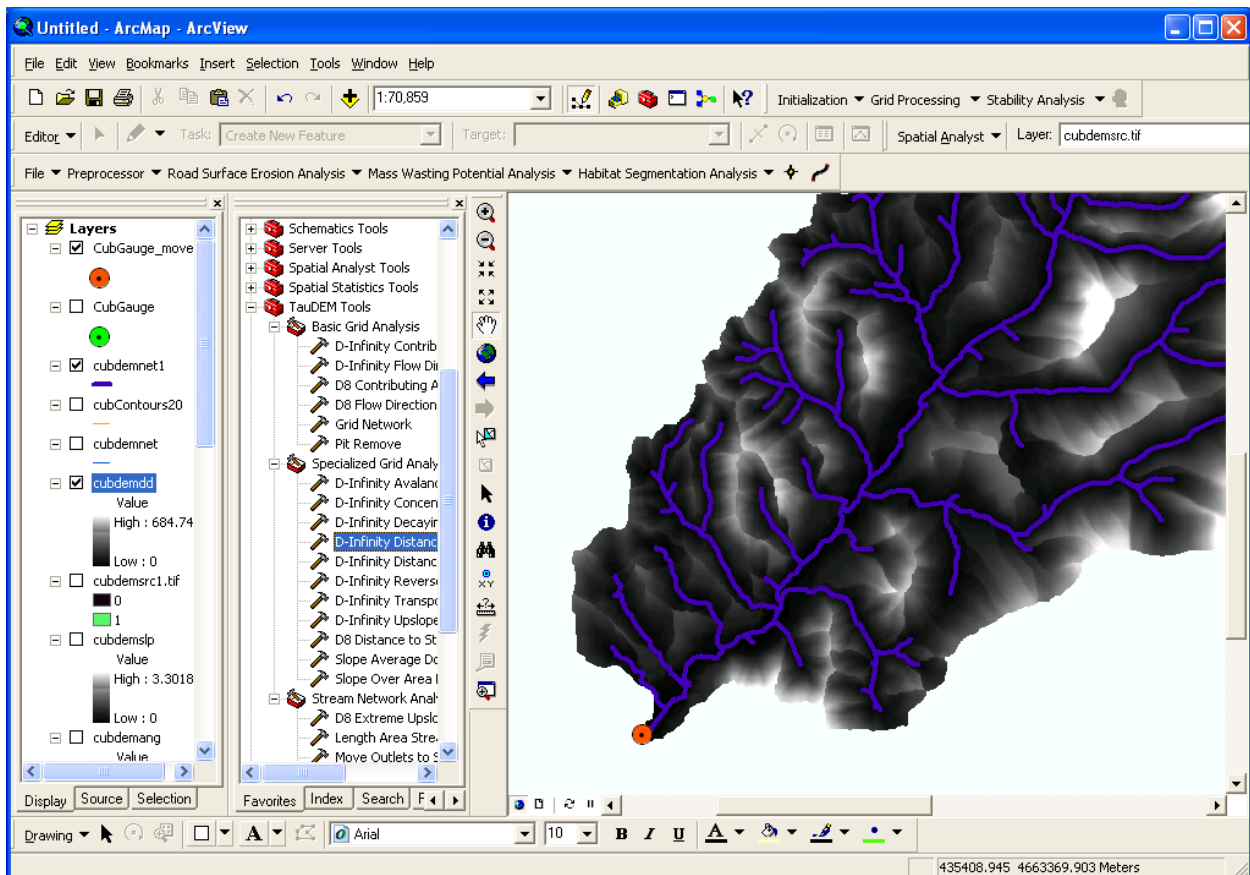 Untitled - ArcMap - ArcView
File Edit View Bookmarks Insert Selection Tools Window Help
1:70,859 Initialization Grid Processing Stability Analysis
Editor Task: Create New Feature Target: Spatial Analyst Layer: cubdemsrc.tif
File Preprocessor Road Surface Erosion Analysis Mass Wasting Potential Analysis Habitat Segmentation Analysis
Layers
CubGauge_move
CubGauge
cubdemnet1
cubContours20
cubdemnet
cubdemdd
Value
High : 684.74
Low : 0
cubdemsrc1.tif
0
1
cubdemslp
Value
High : 3.3018
Low : 0
cubdemang
Value
Display Source Selection
Schematics Tools
Server Tools
Spatial Analyst Tools
Spatial Statistics Tools
TauDEM Tools
Basic Grid Analysis
D-Infinity Contrib
D-Infinity Flow Di
D8 Contributing A
D8 Flow Direction
Grid Network
Pit Remove
Specialized Grid Analy
D-Infinity Avalanc
D-Infinity Concen
D-Infinity Decayin
D-Infinity Distanc
D-Infinity Distanc
D-Infinity Reverse
D-Infinity Transpo
D-Infinity Upslope
D8 Distance to St
Slope Average Do
Slope Over Area
Stream Network Anal
D8 Extreme Upslo
Length Area Stre
Move Outlets to S
Favorites Index Search
XY
Drawing A Arial 10 B I U A
435408.945 4663369.903 Meters